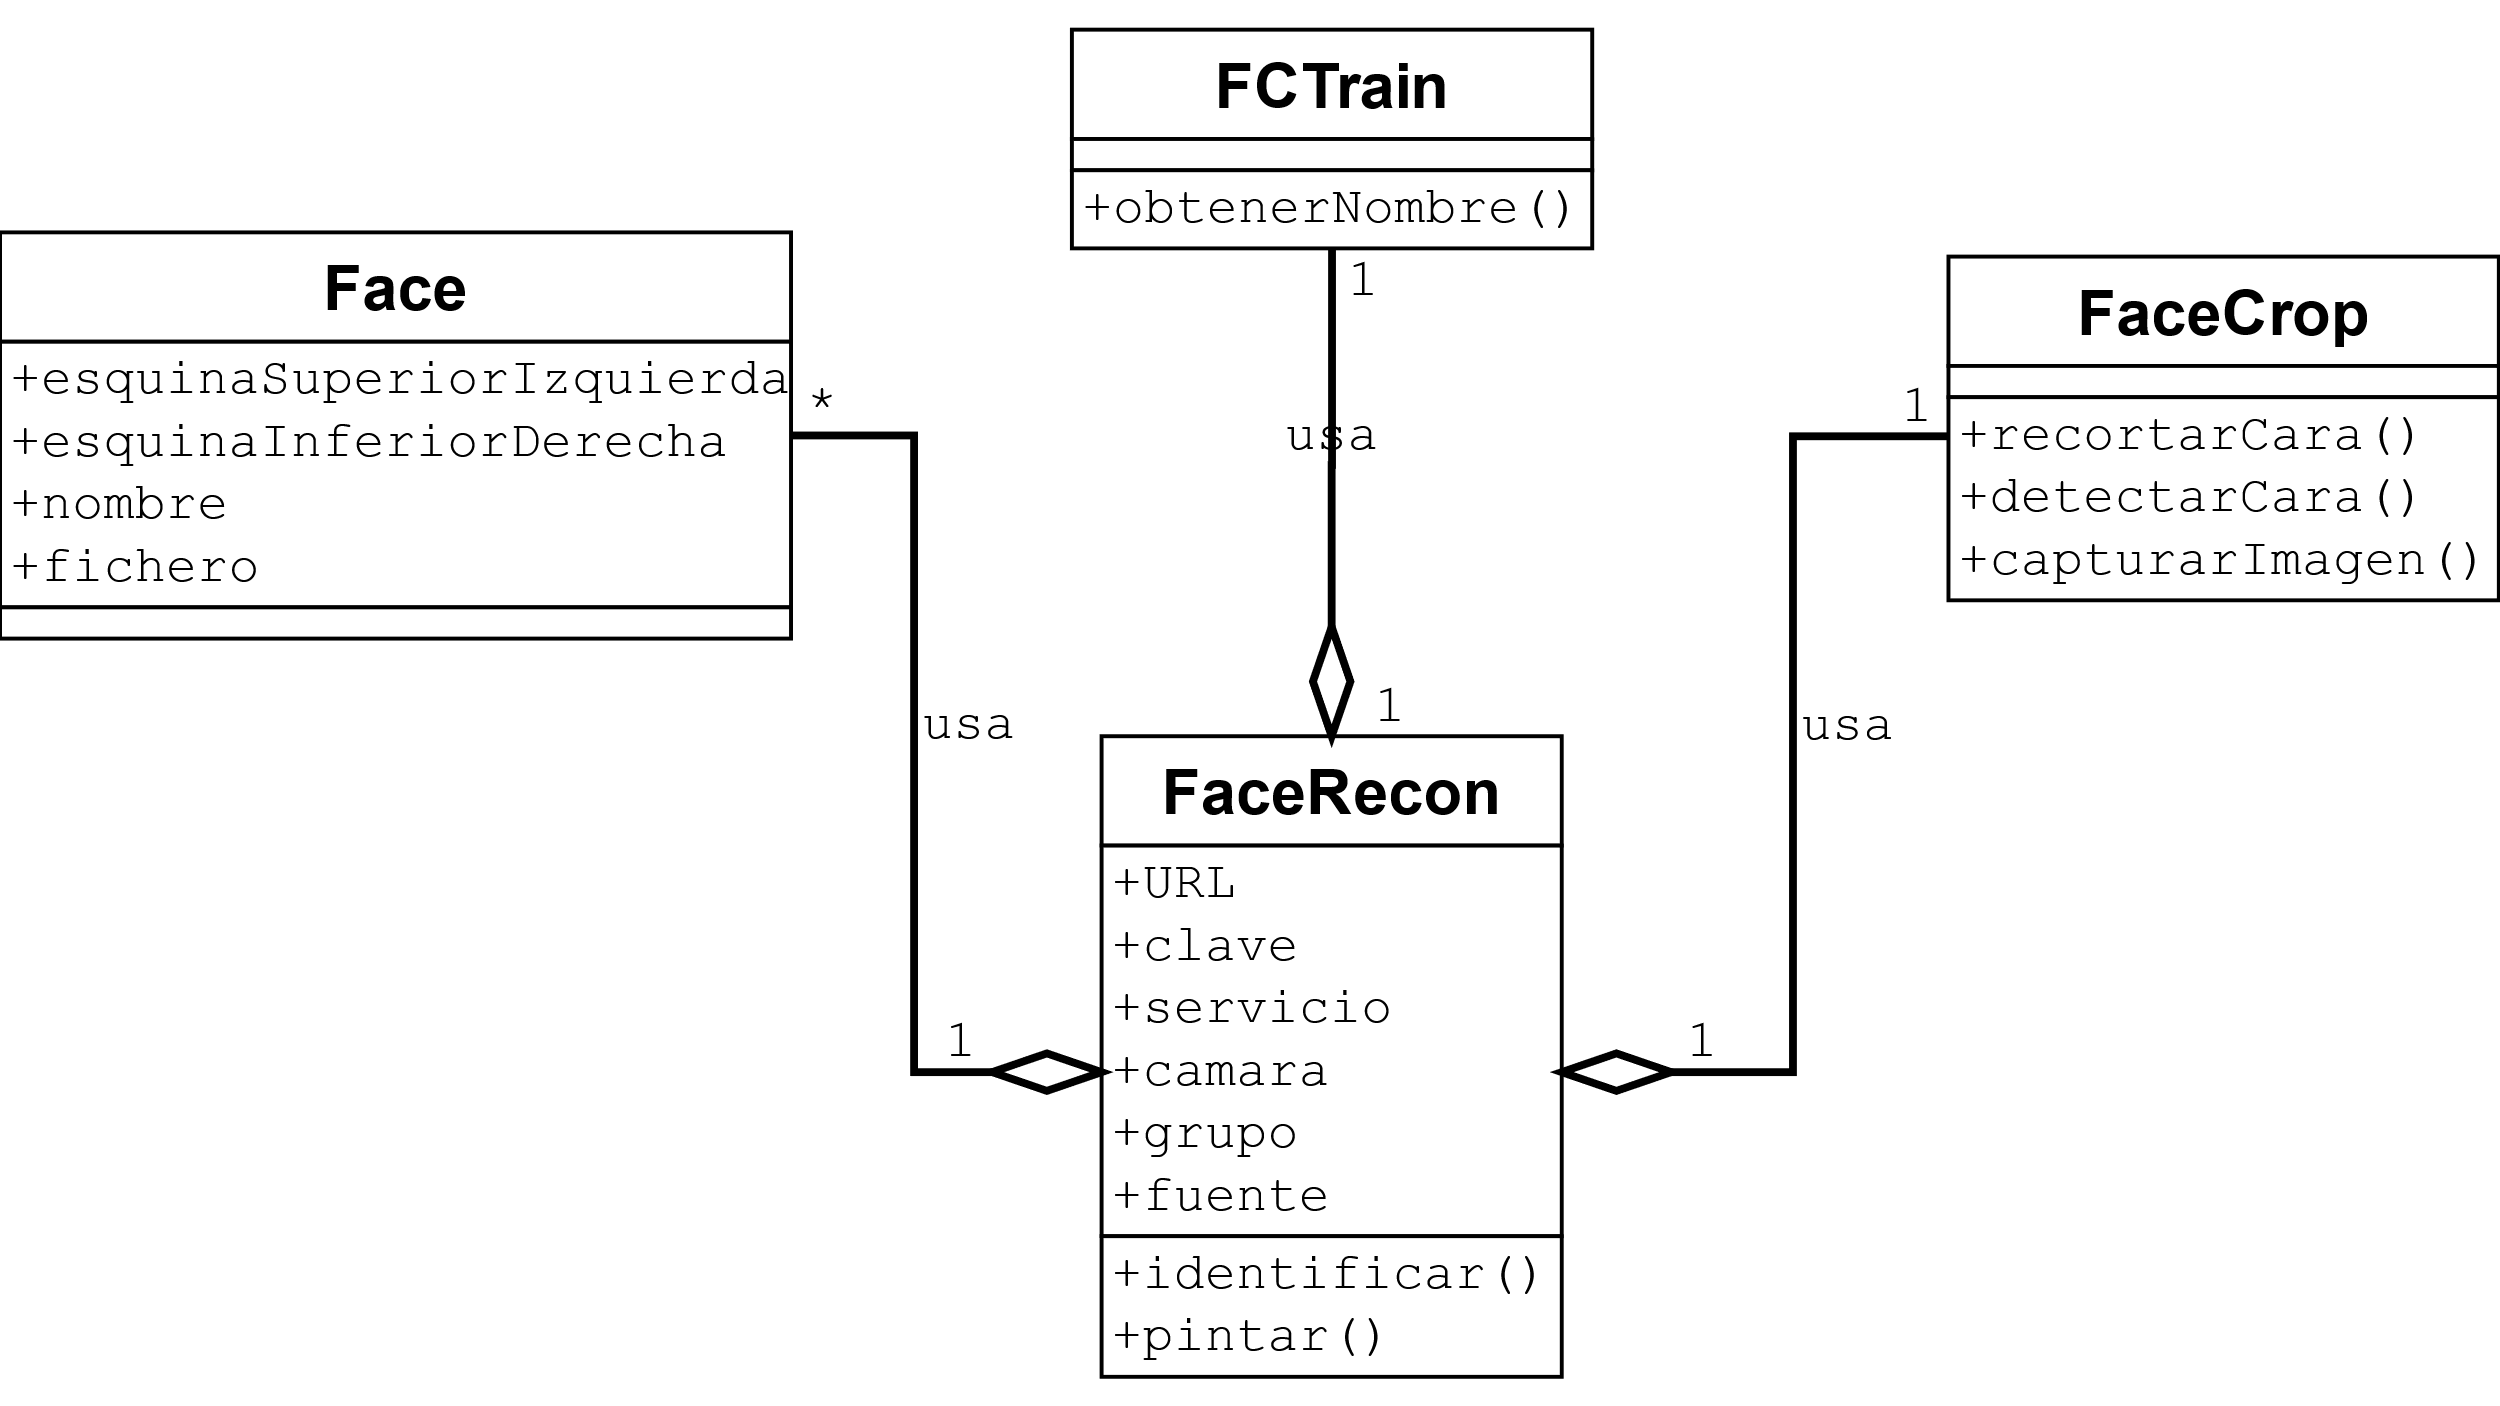 FCTrain
+obtenerNombre()
1
usa
1
Face
+esquinaSuperiorIzquierda
+esquinaInferiorDerecha
+nombre
+fichero
*
usa
1
FaceCrop
+recortarCara()
+detectarCara()
+capturarImagen()
1
usa
1
FaceRecon
+URL
+clave
+servicio
+camara
+grupo
+fuente
+identificar()
+pintar()